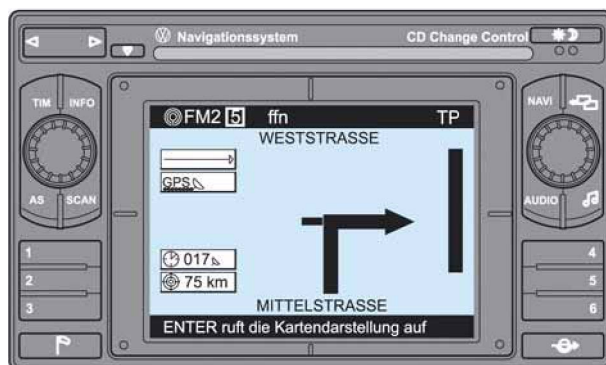 Navigationssystem CD Change Control
TIM INFO
NAVI
FM2 5 ffn TP
WESTSTRASSE
GPS
AS SCAN
AUDIO
017
75 km
1
2
3
4
5
6
MITTELSTRASSE
ENTER ruft die Kartendarstellung auf